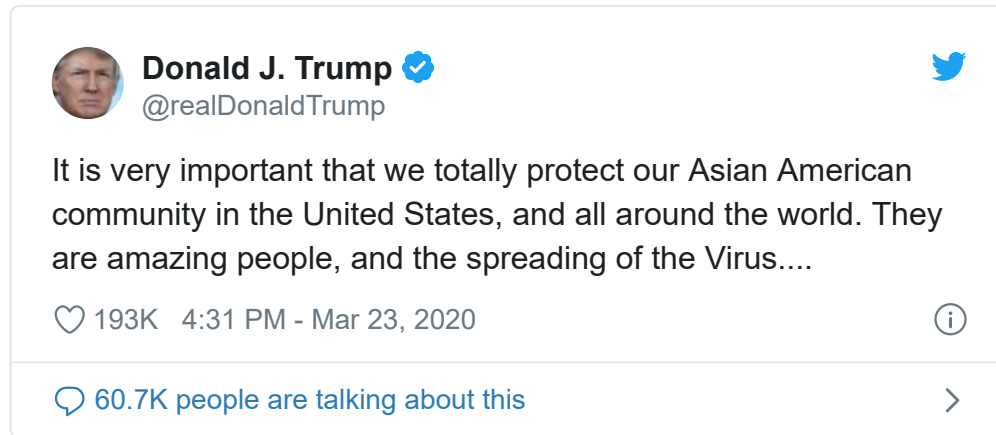 Donald J. Trump
@realDonaldTrump
It is very important that we totally protect our Asian American
community in the United States, and all around the world. They
are amazing people, and the spreading of the Virus....
193K 4:31 PM - Mar 23, 2020
60.7K people are talking about this